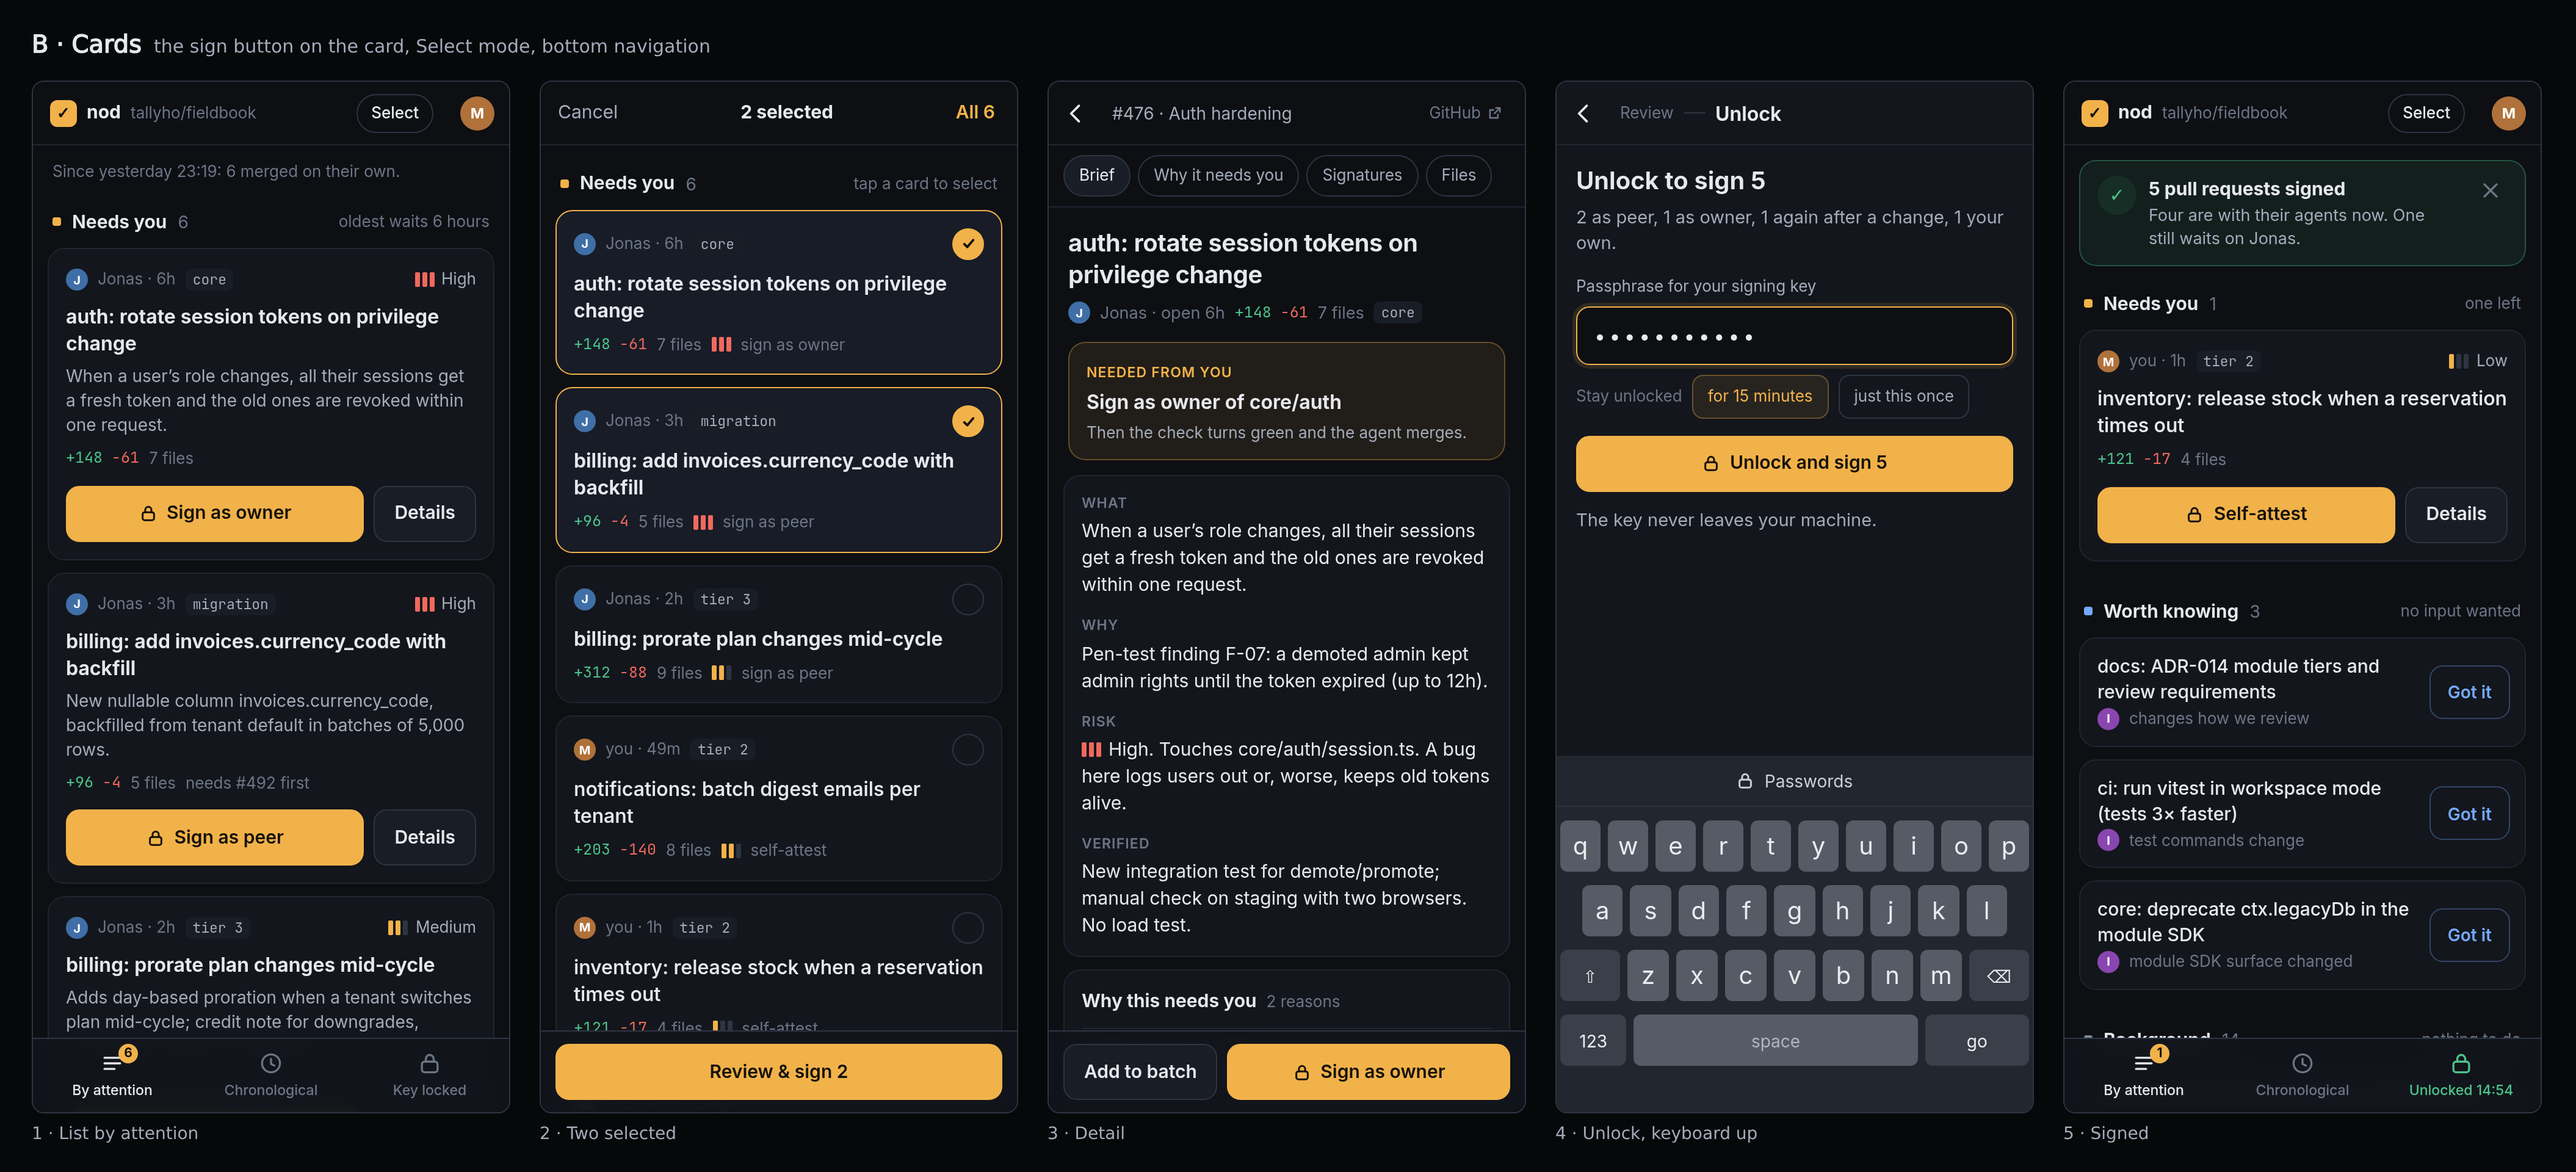 B · Cards the sign button on the card, Select mode, bottom navigation
✓ nod tallyho/fieldbook Select M
Since yesterday 23:19: 6 merged on their own.
Needs you 6 oldest waits 6 hours
J Jonas · 6h core High
auth: rotate session tokens on privilege
change
When a user’s role changes, all their sessions get
a fresh token and the old ones are revoked within
one request.
+148 -61 7 files
Sign as owner Details
J Jonas · 3h migration High
billing: add invoices.currency_code with
backfill
New nullable column invoices.currency_code,
backfilled from tenant default in batches of 5,000
rows.
+96 -4 5 files needs #492 first
Sign as peer Details
J Jonas · 2h tier 3 Medium
billing: prorate plan changes mid-cycle
Adds day-based proration when a tenant switches
plan mid-cycle; credit note for downgrades,
6
By attention Chronological Key locked
1 · List by attention
Cancel 2 selected All 6
Needs you 6 tap a card to select
J Jonas · 6h core
auth: rotate session tokens on privilege
change
+148 -61 7 files sign as owner
J Jonas · 3h migration
billing: add invoices.currency_code with
backfill
+96 -4 5 files sign as peer
J Jonas · 2h tier 3
billing: prorate plan changes mid-cycle
+312 -88 9 files sign as peer
M you · 49m tier 2
notifications: batch digest emails per
tenant
+203 -140 8 files self-attest
M you · 1h tier 2
inventory: release stock when a reservation
times out
+121 -17 4 files self-attest
Review & sign 2
2 · Two selected
#476 · Auth hardening GitHub
Brief Why it needs you Signatures Files
auth: rotate session tokens on
privilege change
J Jonas · open 6h +148 -61 7 files core
NEEDED FROM YOU
Sign as owner of core/auth
Then the check turns green and the agent merges.
WHAT
When a user’s role changes, all their sessions
get a fresh token and the old ones are revoked
within one request.
WHY
Pen-test finding F-07: a demoted admin kept
admin rights until the token expired (up to 12h).
RISK
High. Touches core/auth/session.ts. A bug
here logs users out or, worse, keeps old tokens
alive.
VERIFIED
New integration test for demote/promote;
manual check on staging with two browsers.
No load test.
Why this needs you 2 reasons
Add to batch Sign as owner
3 · Detail
Review — Unlock
Unlock to sign 5
2 as peer, 1 as owner, 1 again after a change, 1 your
own.
Passphrase for your signing key
•••••••••••
Stay unlocked for 15 minutes just this once
Unlock and sign 5
The key never leaves your machine.
Passwords
q w e r t y u i o p
a s d f g h j k l
⇧ z x c v b n m ⌫
123 space go
4 · Unlock, keyboard up
✓ nod tallyho/fieldbook Select M
✓ 5 pull requests signed
Four are with their agents now. One
still waits on Jonas.
Needs you 1 one left
M you · 1h tier 2 Low
inventory: release stock when a reservation
times out
+121 -17 4 files
Self-attest Details
Worth knowing 3 no input wanted
docs: ADR-014 module tiers and
review requirements
I changes how we review
Got it
ci: run vitest in workspace mode
(tests 3× faster)
I test commands change
Got it
core: deprecate ctx.legacyDb in the
module SDK
I module SDK surface changed
Got it
Background 14 nothing to do
1
By attention Chronological Unlocked 14:54
5 · Signed